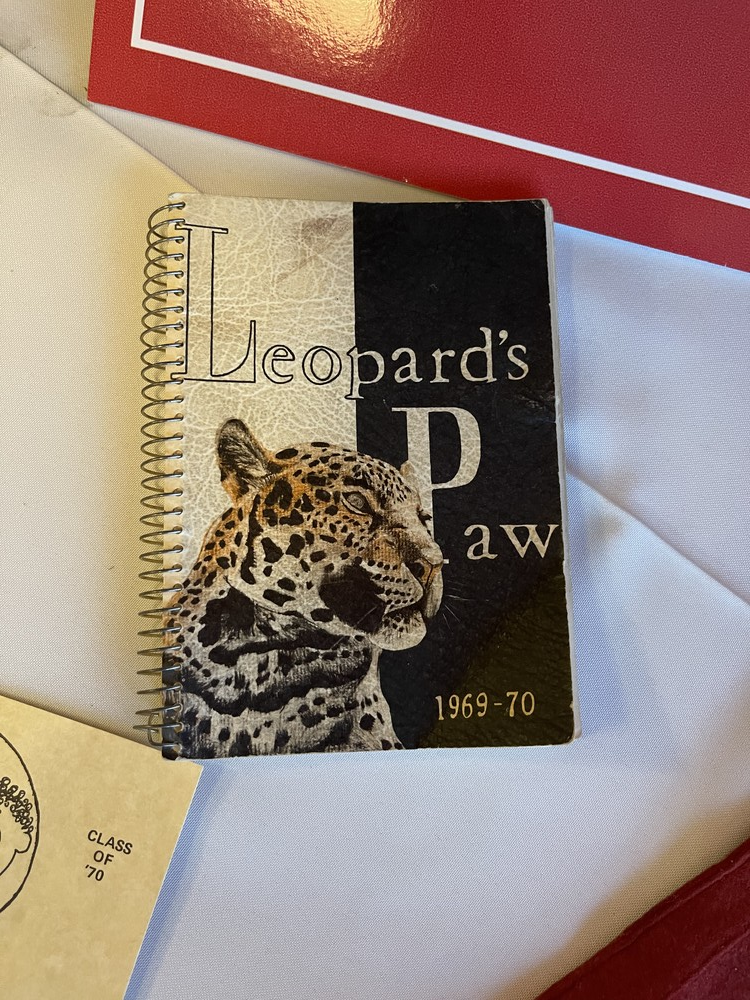 Leopard's
Paw
1969-70
CLASS
OF
'70